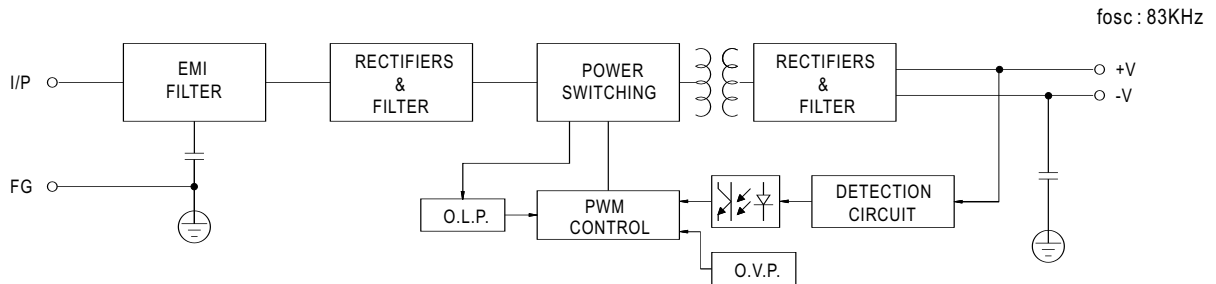 fosc : 83KHz
I/P
EMI
FILTER
RECTIFIERS
&
FILTER
POWER
SWITCHING
RECTIFIERS
&
FILTER
+V
-V
FG
O.L.P.
PWM
CONTROL
DETECTION
CIRCUIT
O.V.P.